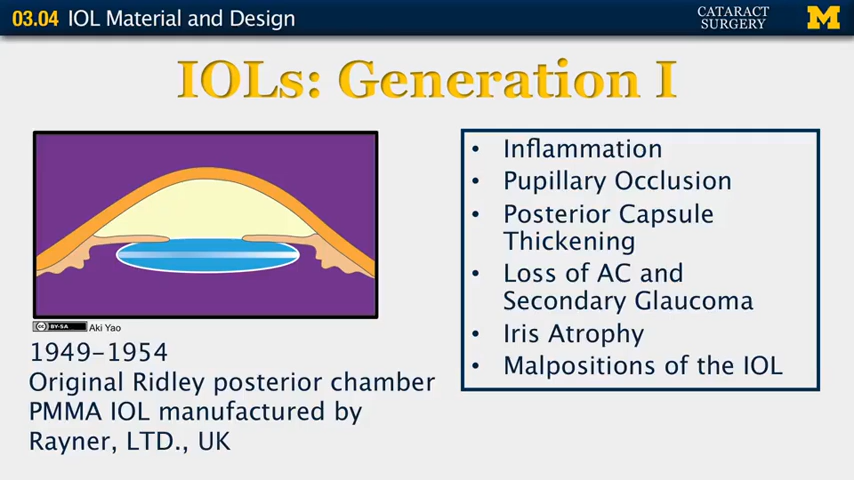 03.04 IOL Material and Design
CATARACT
SURGERY
M
IOLs: Generation I
BY-SA Aki Yao
1949-1954
Original Ridley posterior chamber
PMMA IOL manufactured by
Rayner, LTD., UK
• Inflammation
• Pupillary Occlusion
• Posterior Capsule
Thickening
• Loss of AC and
Secondary Glaucoma
• Iris Atrophy
• Malpositions of the IOL